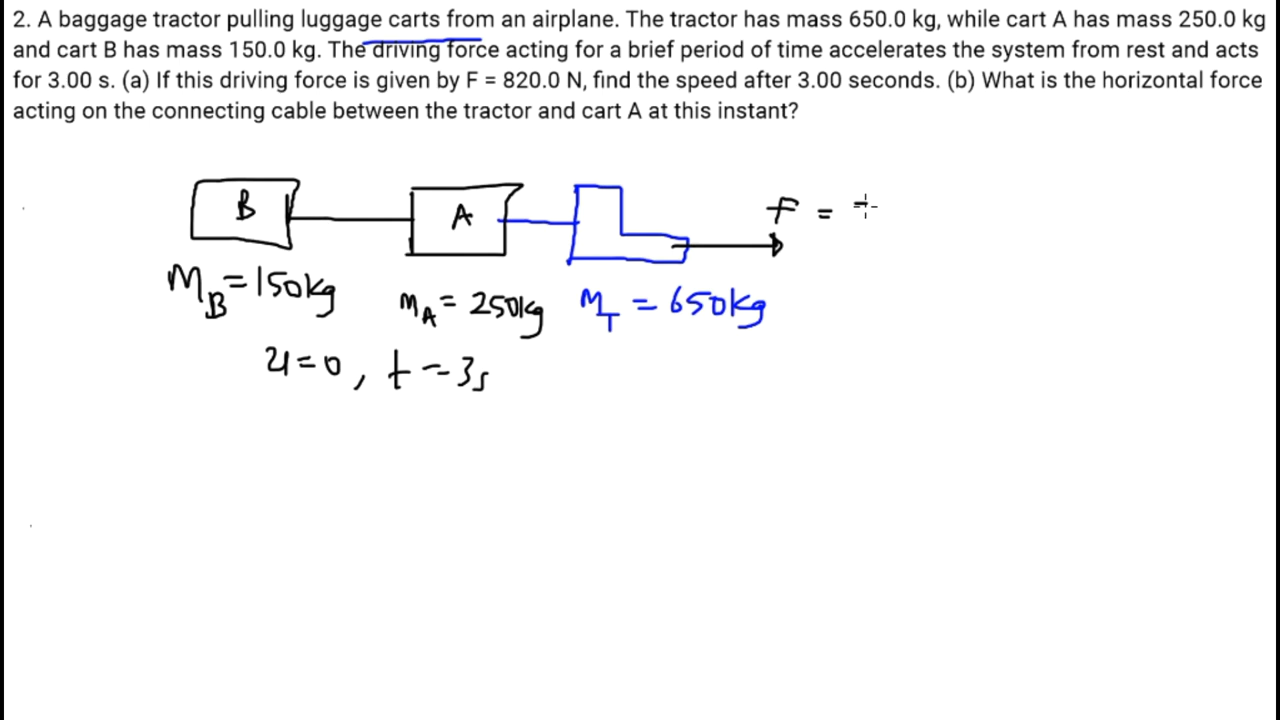 2. A baggage tractor pulling luggage carts from an airplane. The tractor has mass 650.0 kg, while cart A has mass 250.0 kg
and cart B has mass 150.0 kg. The driving force acting for a brief period of time accelerates the system from rest and acts
for 3.00 s. (a) If this driving force is given by F = 820.0 N, find the speed after 3.00 seconds. (b) What is the horizontal force
acting on the connecting cable between the tractor and cart A at this instant?
B A F =
M_B = 150kg m_A = 250kg M_T = 650kg
u = 0, t = 3s